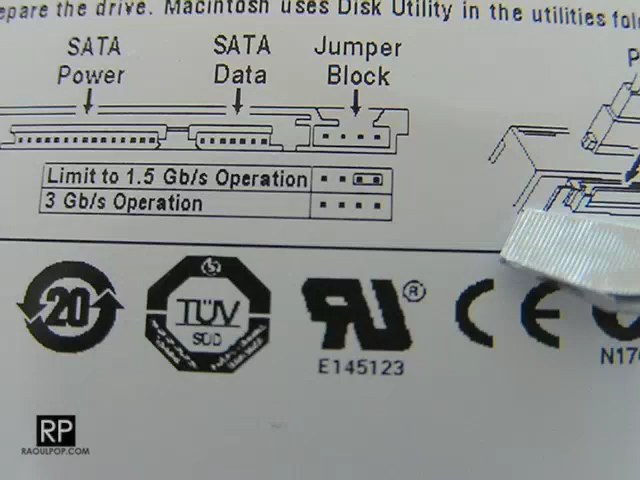 epare the drive. Macintosh uses Disk Utility in the utilities fol
SATA Power
SATA Data
Jumper Block
P
Limit to 1.5 Gb/s Operation
3 Gb/s Operation
20
TÜV
SÜD
R
E145123
CE
N17
RP
RAOULPOP.COM